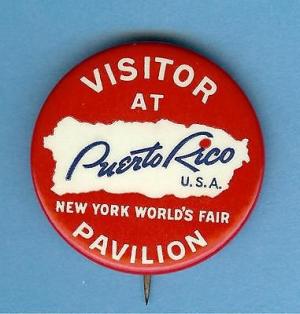 VISITOR
AT
Puerto Rico
U.S.A.
NEW YORK WORLD'S FAIR
PAVILION